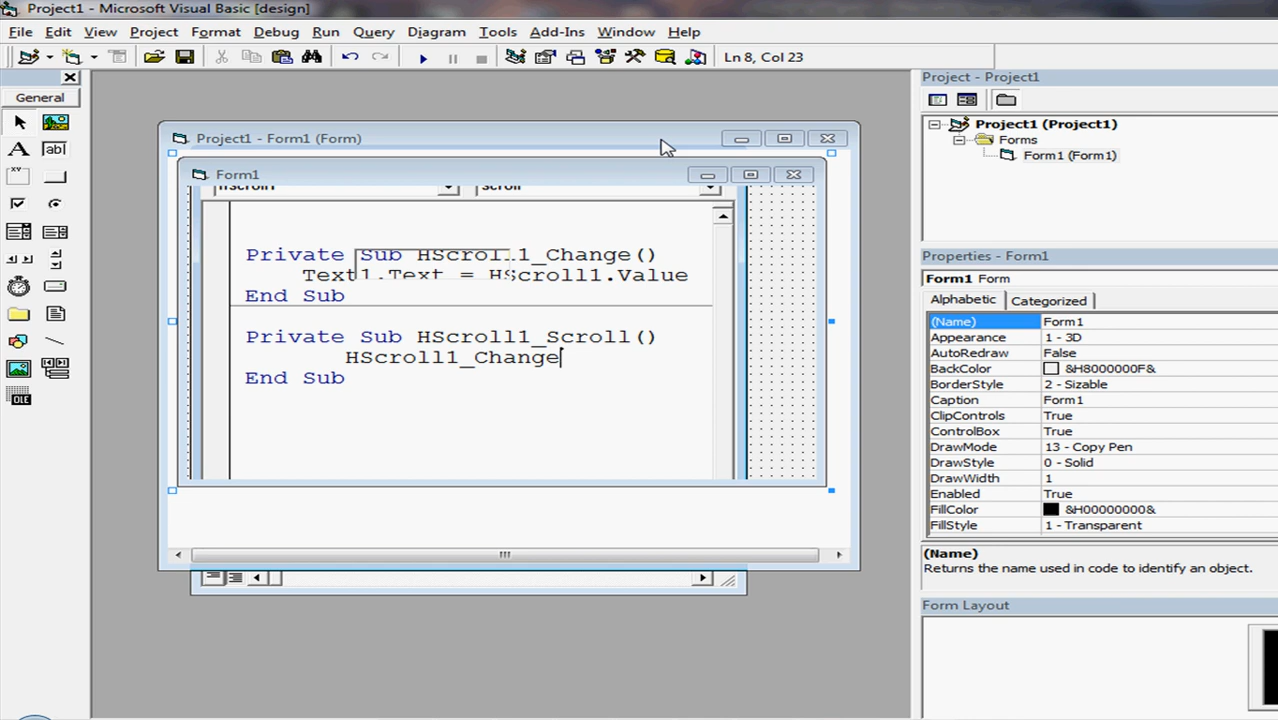 Project1 - Microsoft Visual Basic [design]
File Edit View Project Format Debug Run Query Diagram Tools Add-Ins Window Help
Ln 8, Col 23
General
Project1 - Form1 (Form)
Form1
HScroll1 Scroll
Private Sub HScroll1_Change()
Text1.Text = HScroll1.Value
End Sub
Private Sub HScroll1_Scroll()
HScroll1_Change
End Sub
Project - Project1
Project1 (Project1)
Forms
Form1 (Form1)
Properties - Form1
Form1 Form
Alphabetic Categorized
(Name) Form1
Appearance 1 - 3D
AutoRedraw False
BackColor &H8000000F&
BorderStyle 2 - Sizable
Caption Form1
ClipControls True
ControlBox True
DrawMode 13 - Copy Pen
DrawStyle 0 - Solid
DrawWidth 1
Enabled True
FillColor &H00000000&
FillStyle 1 - Transparent
(Name)
Returns the name used in code to identify an object.
Form Layout